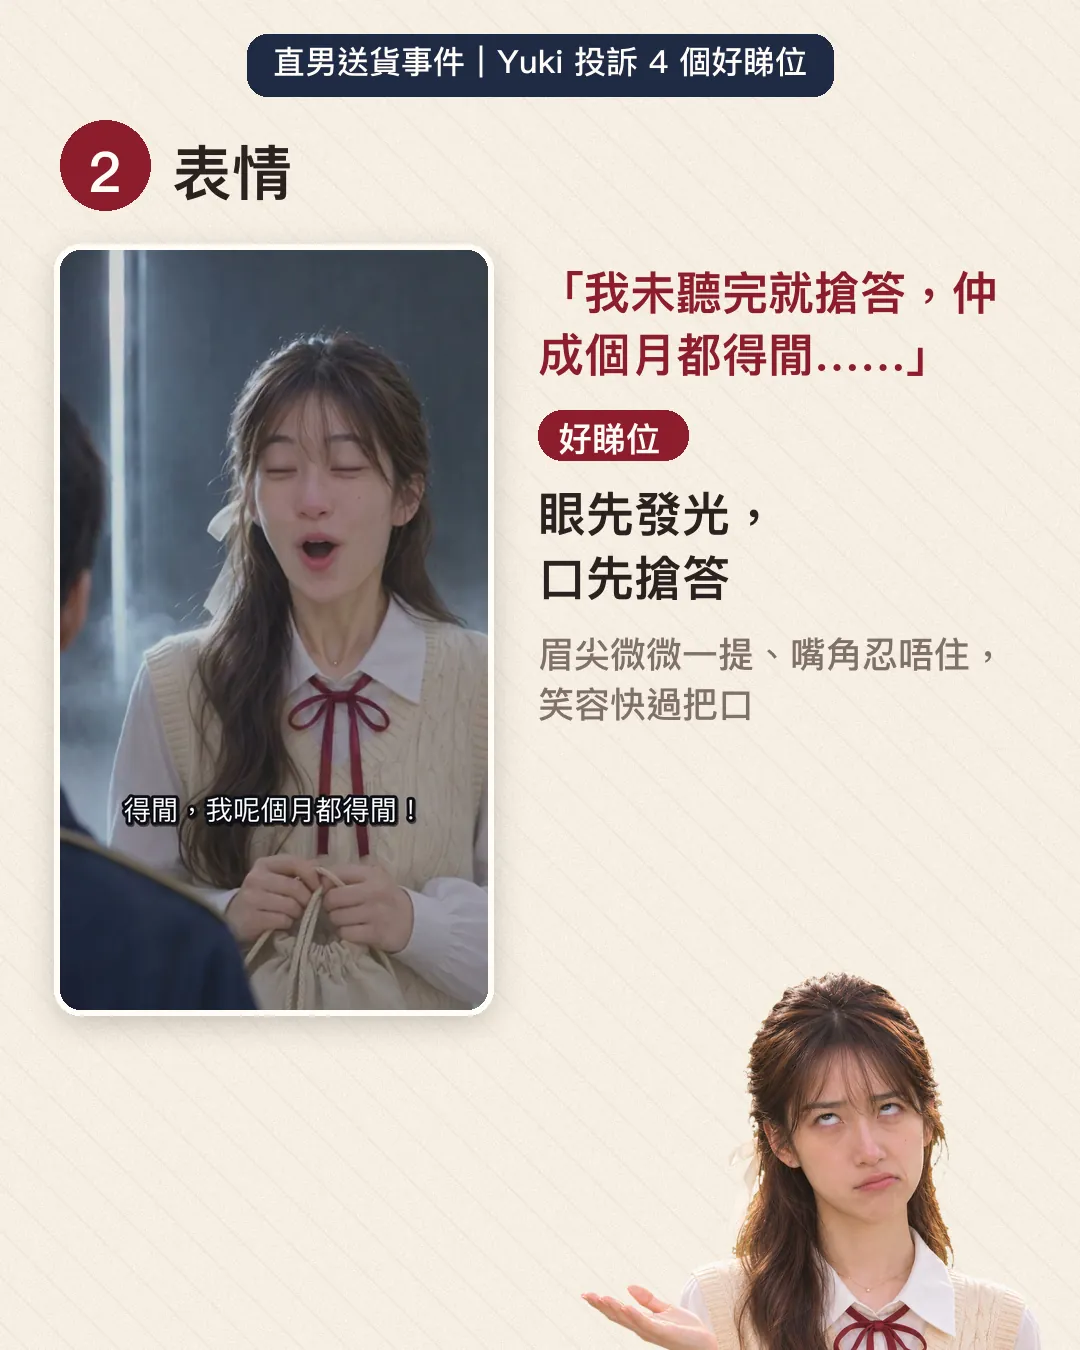 直男送貨事件｜Yuki 投訴 4 個好睇位
2 表情
「我未聽完就搶答，仲
成個月都得閒……」
好睇位
眼先發光，
口先搶答
眉尖微微一提、嘴角忍唔住，
笑容快過把口
得閒，我呢個月都得閒！